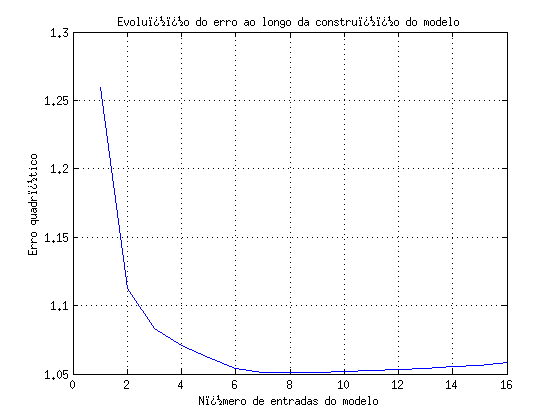 Evoluï¿½ï¿½o do erro ao longo da construï¿½ï¿½o do modelo
1.3
1.25
1.2
1.15
1.1
1.05
Erro quadrï¿½tico
0 2 4 6 8 10 12 14 16
Nï¿½mero de entradas do modelo